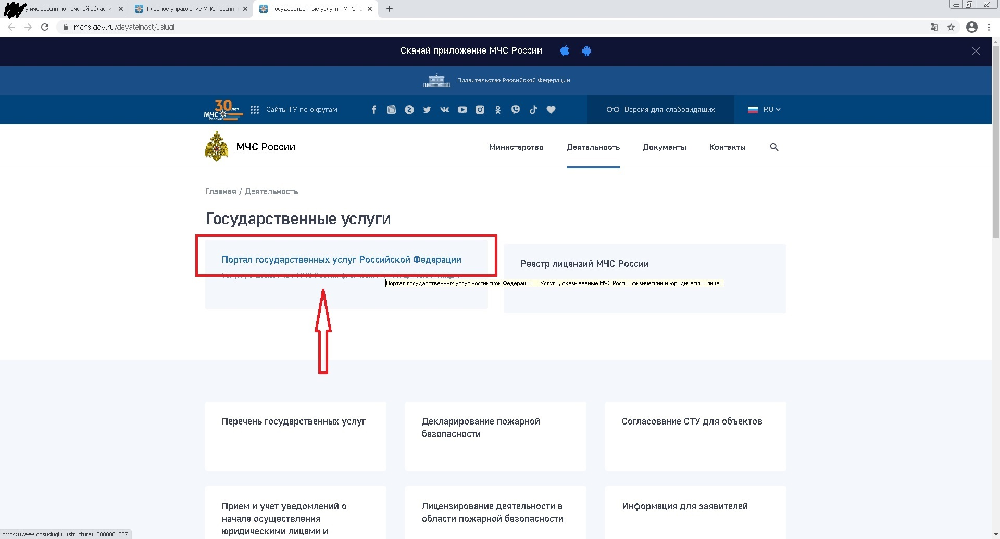 у мчс россии по томской области
Главное управление МЧС России п
Государственные услуги - МЧС Ро
mchs.gov.ru/deyatelnost/uslugi
Скачай приложение МЧС России
Правительство Российской Федерации
30 лет
МЧС
России
Сайты ГУ по округам
Версия для слабовидящих
RU
МЧС России
Министерство
Деятельность
Документы
Контакты
Главная / Деятельность
Государственные услуги
Портал государственных услуг Российской Федерации
Услуги, оказываемые МЧС России физическим и юридическим лицам
Реестр лицензий МЧС России
Портал государственных услуг Российской Федерации Услуги, оказываемые МЧС России физическим и юридическим лицам
Перечень государственных услуг
Декларирование пожарной
безопасности
Согласование СТУ для объектов
Прием и учет уведомлений о
начале осуществления
юридическими лицами и
Лицензирование деятельности в
области пожарной безопасности
Информация для заявителей
https://www.gosuslugi.ru/structure/10000001257